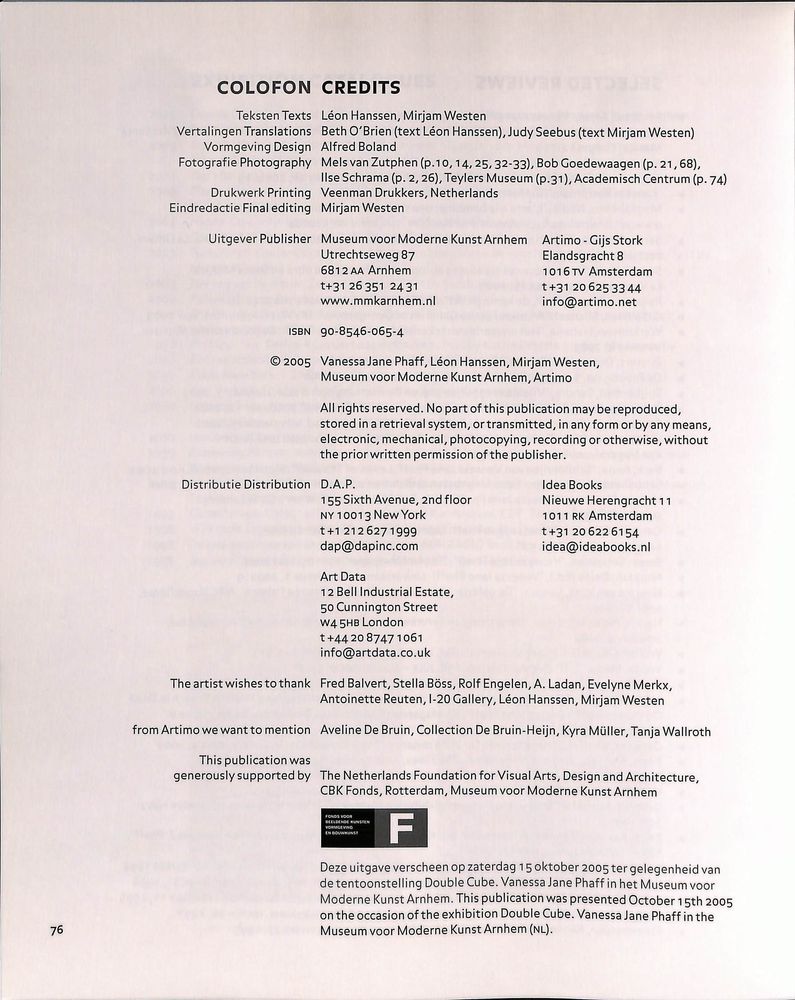 COLOFON CREDITS
Teksten Texts Léon Hanssen, Mirjam Westen
Vertalingen Translations Beth O'Brien (text Léon Hanssen), Judy Seebus (text Mirjam Westen)
Vormgeving Design Alfred Boland
Fotografie Photography Mels van Zutphen (p.10, 14, 25, 32-33), Bob Goedewaagen (p. 21, 68),
Ilse Schrama (p. 2, 26), Teylers Museum (p.31), Academisch Centrum (p. 74)
Drukwerk Printing Veenman Drukkers, Netherlands
Eindredactie Final editing Mirjam Westen
Uitgever Publisher Museum voor Moderne Kunst Arnhem Artimo - Gijs Stork
Utrechtseweg 87 Elandsgracht 8
6812 AA Arnhem 1016 TV Amsterdam
t+31 26 351 2431 t +31 20 625 33 44
www.mmkarnhem.nl info@artimo.net
ISBN 90-8546-065-4
© 2005 Vanessa Jane Phaff, Léon Hanssen, Mirjam Westen,
Museum voor Moderne Kunst Arnhem, Artimo
All rights reserved. No part of this publication may be reproduced,
stored in a retrieval system, or transmitted, in any form or by any means,
electronic, mechanical, photocopying, recording or otherwise, without
the prior written permission of the publisher.
Distributie Distribution D.A.P. Idea Books
155 Sixth Avenue, 2nd floor Nieuwe Herengracht 11
NY 10013 New York 1011 RK Amsterdam
t +1 212 627 1999 t +31 20 622 6154
dap@dapinc.com idea@ideabooks.nl
Art Data
12 Bell Industrial Estate,
50 Cunnington Street
W4 5HB London
t +44 20 8747 1061
info@artdata.co.uk
The artist wishes to thank Fred Balvert, Stella Böss, Rolf Engelen, A. Ladan, Evelyne Merkx,
Antoinette Reuten, I-20 Gallery, Léon Hanssen, Mirjam Westen
from Artimo we want to mention Aveline De Bruin, Collection De Bruin-Heijn, Kyra Müller, Tanja Wallroth
This publication was
generously supported by The Netherlands Foundation for Visual Arts, Design and Architecture,
CBK Fonds, Rotterdam, Museum voor Moderne Kunst Arnhem
FONDS VOOR
BEELDENDE KUNSTEN
VORMGEVING
EN BOUWKUNST
F
Deze uitgave verscheen op zaterdag 15 oktober 2005 ter gelegenheid van
de tentoonstelling Double Cube. Vanessa Jane Phaff in het Museum voor
Moderne Kunst Arnhem. This publication was presented October 15th 2005
on the occasion of the exhibition Double Cube. Vanessa Jane Phaff in the
Museum voor Moderne Kunst Arnhem (NL).
76